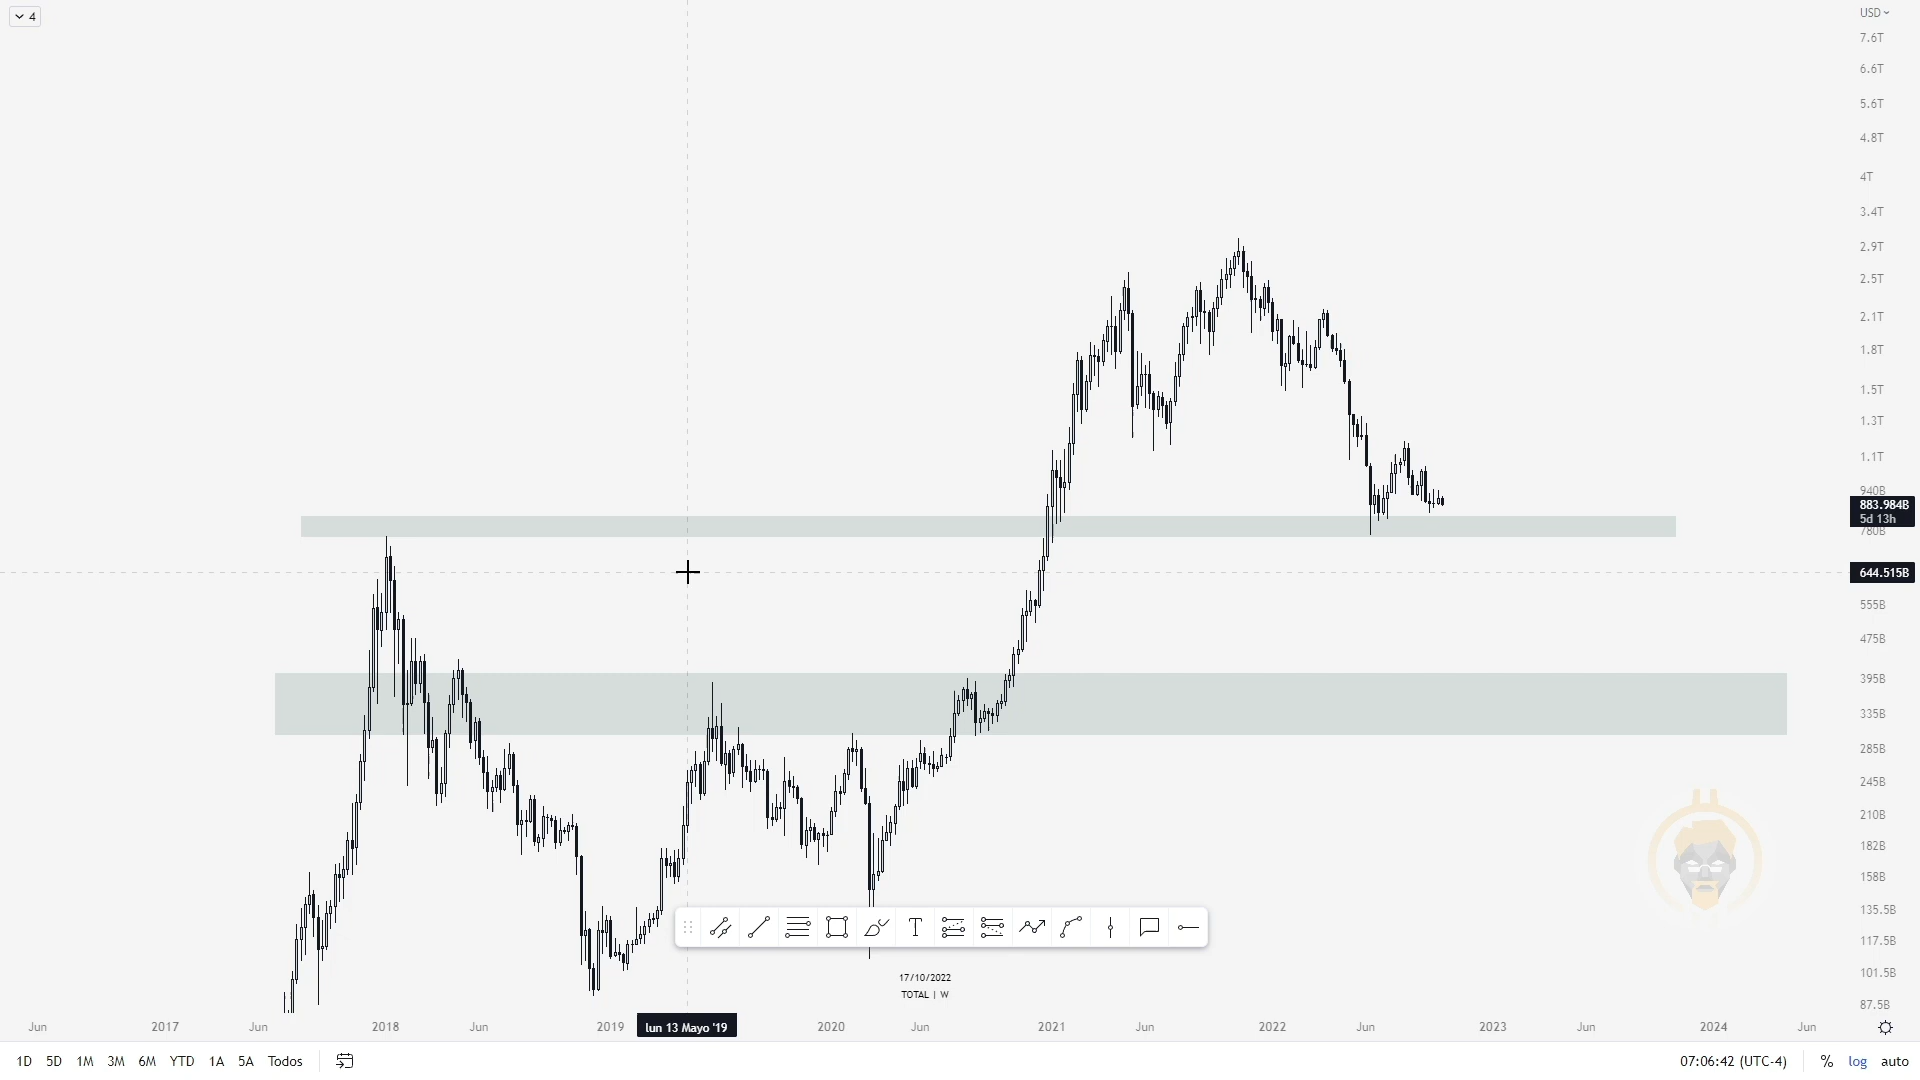 4
USD
7.6T
6.6T
5.6T
4.8T
4T
3.4T
2.9T
2.5T
2.1T
1.8T
1.5T
1.3T
1.1T
940B
883.984B
5d 13h
780B
644.515B
555B
475B
395B
335B
285B
245B
210B
182B
158B
135.5B
117.5B
101.5B
87.5B
T
17/10/2022
TOTAL | W
Jun 2017 Jun 2018 Jun 2019 lun 13 Mayo '19 2020 Jun 2021 Jun 2022 Jun 2023 Jun 2024 Jun
1D 5D 1M 3M 6M YTD 1A 5A Todos 07:06:42 (UTC-4) % log auto